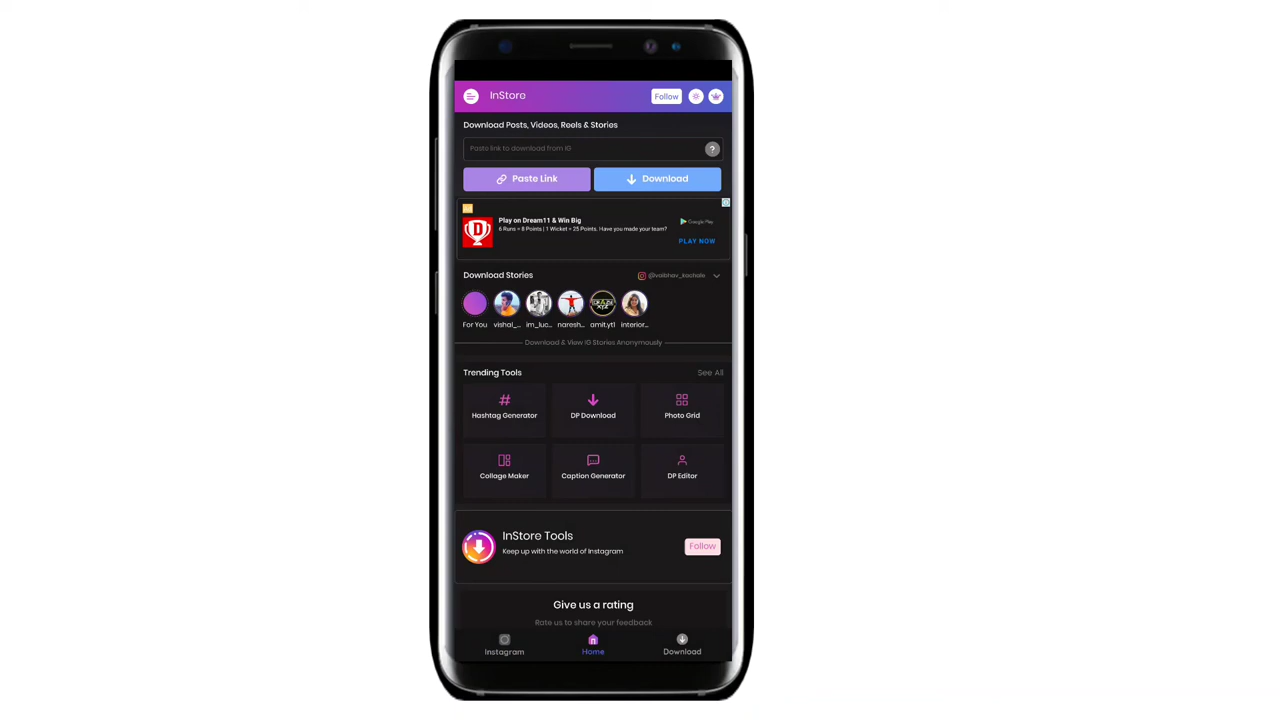 InStore
Follow
Download Posts, Videos, Reels & Stories
Paste link to download from IG
?
Paste Link
Download
Play on Dream11 & Win Big
6 Runs = 8 Points | 1 Wicket = 25 Points. Have you made your team?
Google Play
PLAY NOW
Download Stories
@vaibhav_kachole
For You
vishal_...
im_luc...
naresh...
amit.yt1
interior...
Download & View IG Stories Anonymously
Trending Tools
See All
Hashtag Generator
DP Download
Photo Grid
Collage Maker
Caption Generator
DP Editor
InStore Tools
Keep up with the world of Instagram
Follow
Give us a rating
Rate us to share your feedback
Instagram
Home
Download